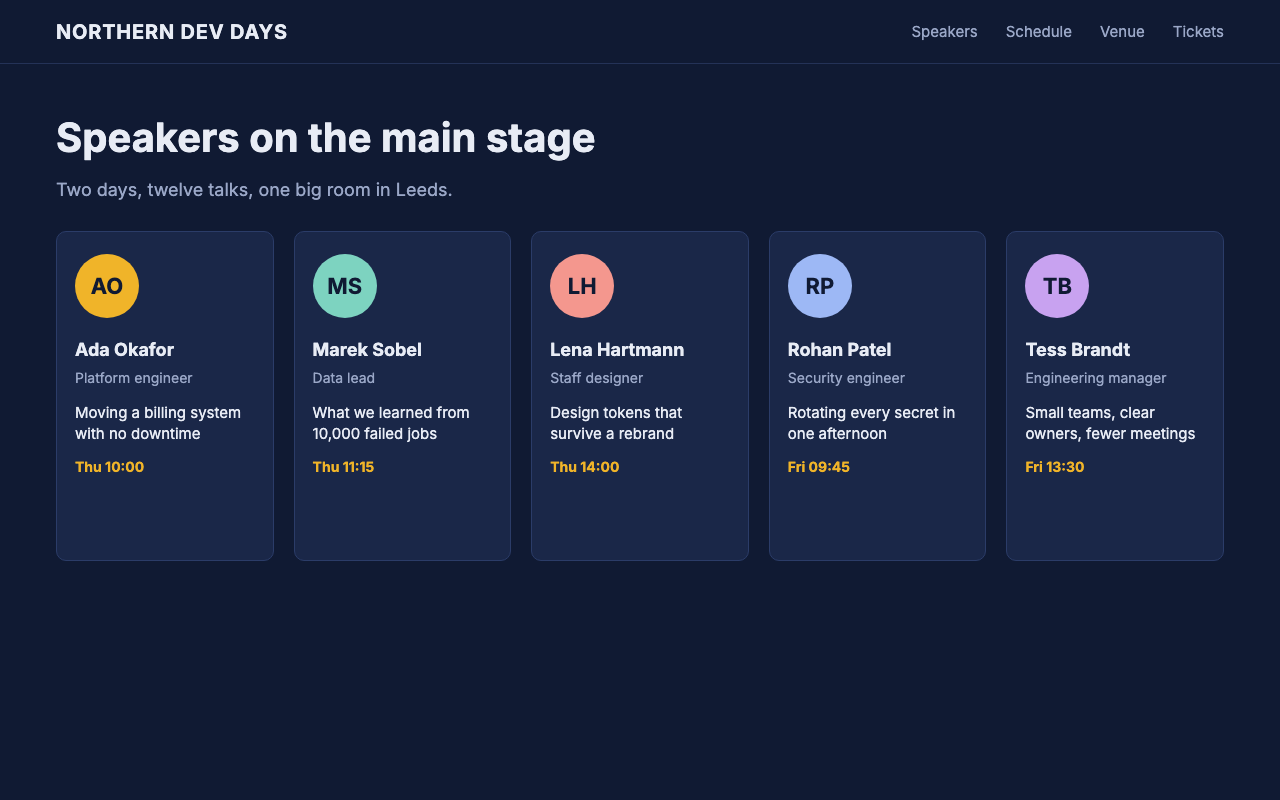 NORTHERN DEV DAYS
Speakers
Schedule
Venue
Tickets
Speakers on the main stage
Two days, twelve talks, one big room in Leeds.
AO
Ada Okafor
Platform engineer
Moving a billing system
with no downtime
Thu 10:00
MS
Marek Sobel
Data lead
What we learned from
10,000 failed jobs
Thu 11:15
LH
Lena Hartmann
Staff designer
Design tokens that
survive a rebrand
Thu 14:00
RP
Rohan Patel
Security engineer
Rotating every secret in
one afternoon
Fri 09:45
TB
Tess Brandt
Engineering manager
Small teams, clear
owners, fewer meetings
Fri 13:30